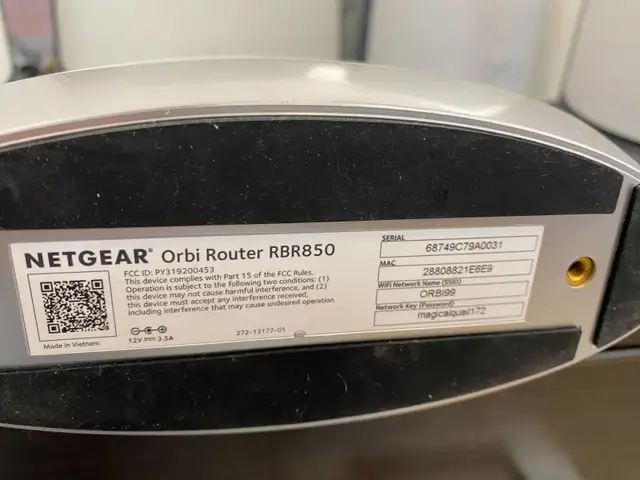 NETGEAR® Orbi Router RBR850
FCC ID: PY319200453
This device complies with Part 15 of the FCC Rules.
Operation is subject to the following two conditions: (1)
this device may not cause harmful interference, and (2)
this device must accept any interference received,
including interference that may cause undesired operation.
Made in Vietnam
12V 3.5A
272-13177-01
SERIAL
68749C79A0031
MAC
28808821E6E9
WiFi Network Name (SSID)
ORBI99
Network Key (Password)
magicalquail172